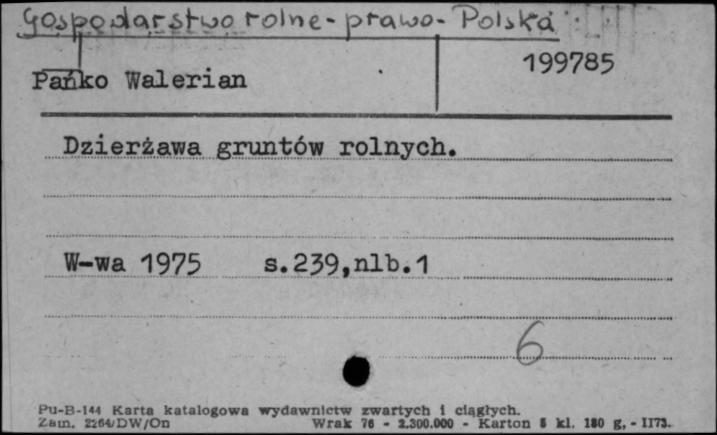 Gospodarstwo rolne - prawo - Polska
Pańko Walerian
199785
Dzierżawa gruntów rolnych.
W-wa 1975 s.239,nlb.1
6
Pu-B-144 Karta katalogowa wydawnictw zwartych i ciągłych.
Zam. 2264/DW/On Wrak 76 - 2.300.000 - Karton 5 kl. 180 g. - II73.